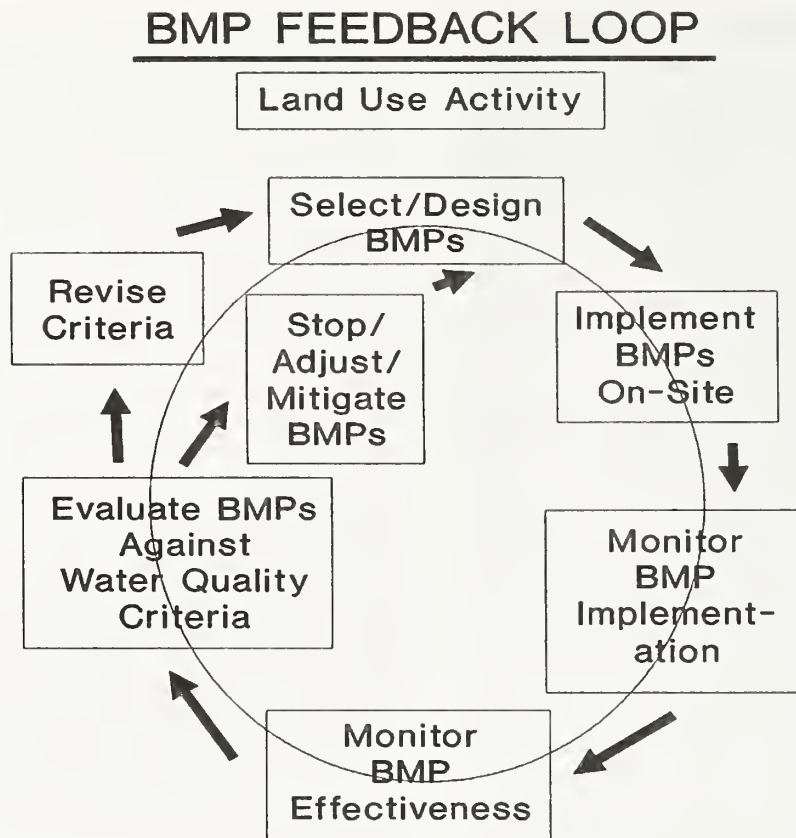 BMP FEEDBACK LOOP
Land Use Activity
Select/Design
BMPs
Implement
BMPs
On-Site
Monitor
BMP
Implement-
ation
Monitor
BMP
Effectiveness
Evaluate BMPs
Against
Water Quality
Criteria
Revise
Criteria
Stop/
Adjust/
Mitigate
BMPs